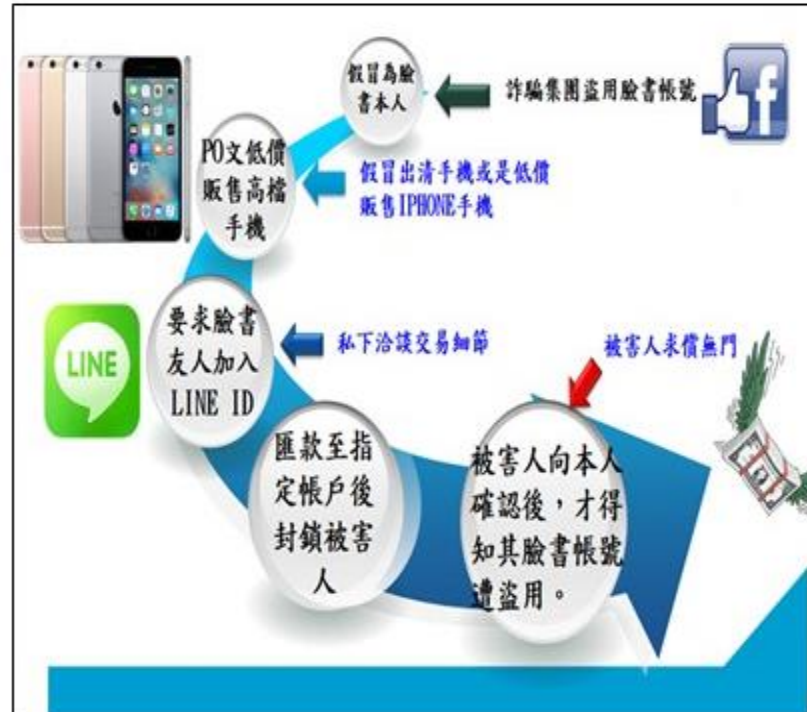 假冒為臉
書本人
詐騙集團盜用臉書帳號
f
PO文低價
販售高檔
手機
假冒出清手機或是低價
販售IPHONE手機
要求臉書
友人加入
LINE ID
LINE
私下洽談交易細節
匯款至指
定帳戶後
封鎖被害
人
被害人向本人
確認後，才得
知其臉書帳號
遭盜用。
被害人求償無門